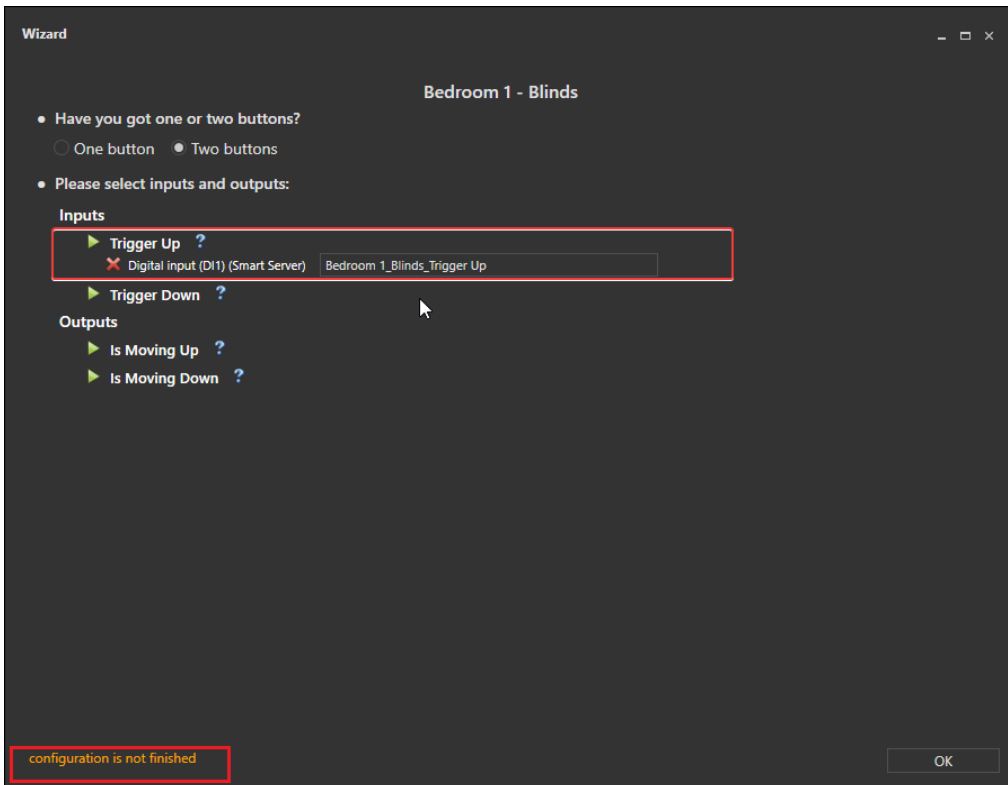 Wizard
Bedroom 1 - Blinds
Have you got one or two buttons?
One button Two buttons
Please select inputs and outputs:
Inputs
Trigger Up ?
Digital input (DI1) (Smart Server) Bedroom 1_Blinds_Trigger Up
Trigger Down ?
Outputs
Is Moving Up ?
Is Moving Down ?
configuration is not finished OK